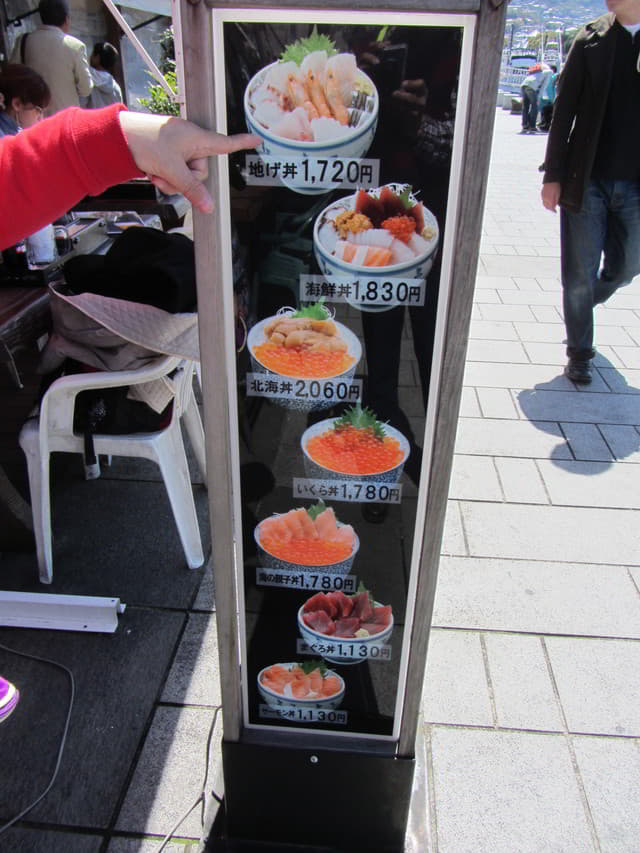 地げ丼1,720円
海鮮丼1,830円
北海丼2,060円
いくら丼1,780円
海の親子丼1,780円
まぐろ丼1,130円
サーモン丼1,130円